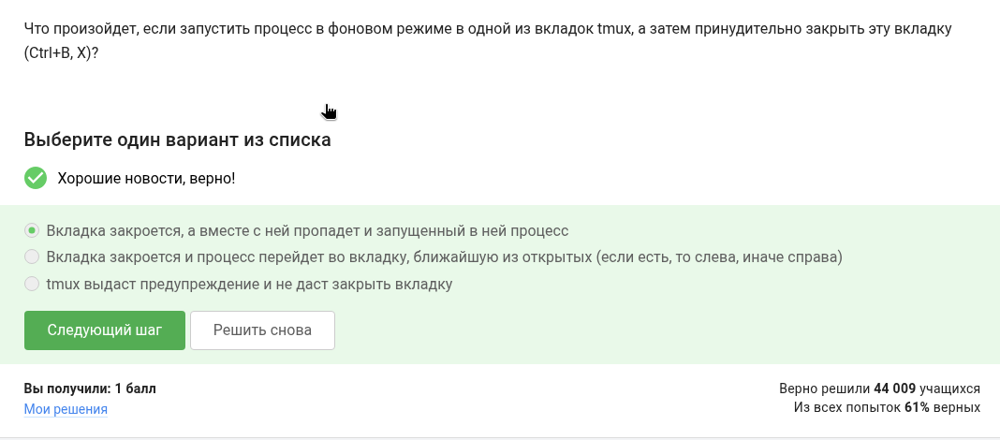 Что произойдет, если запустить процесс в фоновом режиме в одной из вкладок tmux, а затем принудительно закрыть эту вкладку
(Ctrl+B, X)?
Выберите один вариант из списка
Хорошие новости, верно!
Вкладка закроется, а вместе с ней пропадет и запущенный в ней процесс
Вкладка закроется и процесс перейдет во вкладку, ближайшую из открытых (если есть, то слева, иначе справа)
tmux выдаст предупреждение и не даст закрыть вкладку
Следующий шаг Решить снова
Вы получили: 1 балл
Верно решили 44 009 учащихся
Мои решения
Из всех попыток 61% верных